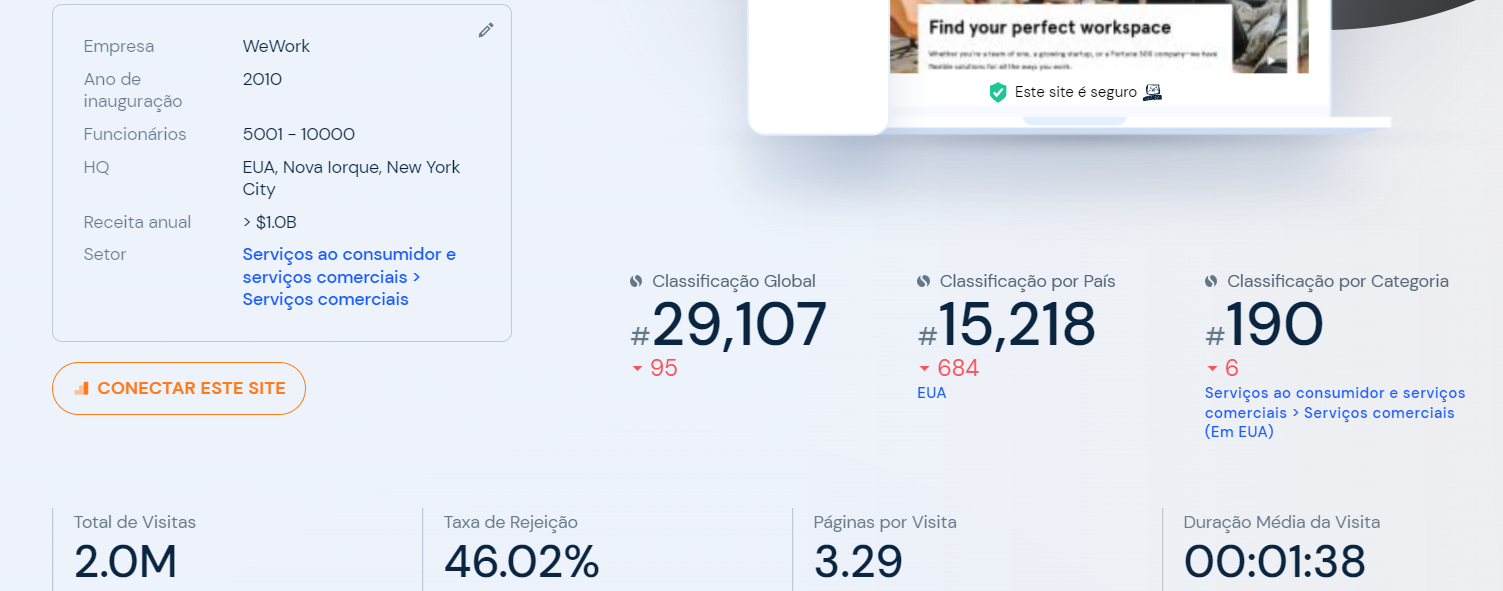 Empresa WeWork
Ano de inauguração 2010
Funcionários 5001 - 10000
HQ EUA, Nova Iorque, New York City
Receita anual > $1.0B
Setor Serviços ao consumidor e serviços comerciais > Serviços comerciais
CONECTAR ESTE SITE
Find your perfect workspace
Whether you're a team of one, a growing startup, or a Fortune 500 company—we have
flexible solutions for all the ways you work.
Este site é seguro
Classificação Global
#29,107
95
Classificação por País
#15,218
684
EUA
Classificação por Categoria
#190
6
Serviços ao consumidor e serviços
comerciais > Serviços comerciais
(Em EUA)
Total de Visitas
2.0M
Taxa de Rejeição
46.02%
Páginas por Visita
3.29
Duração Média da Visita
00:01:38